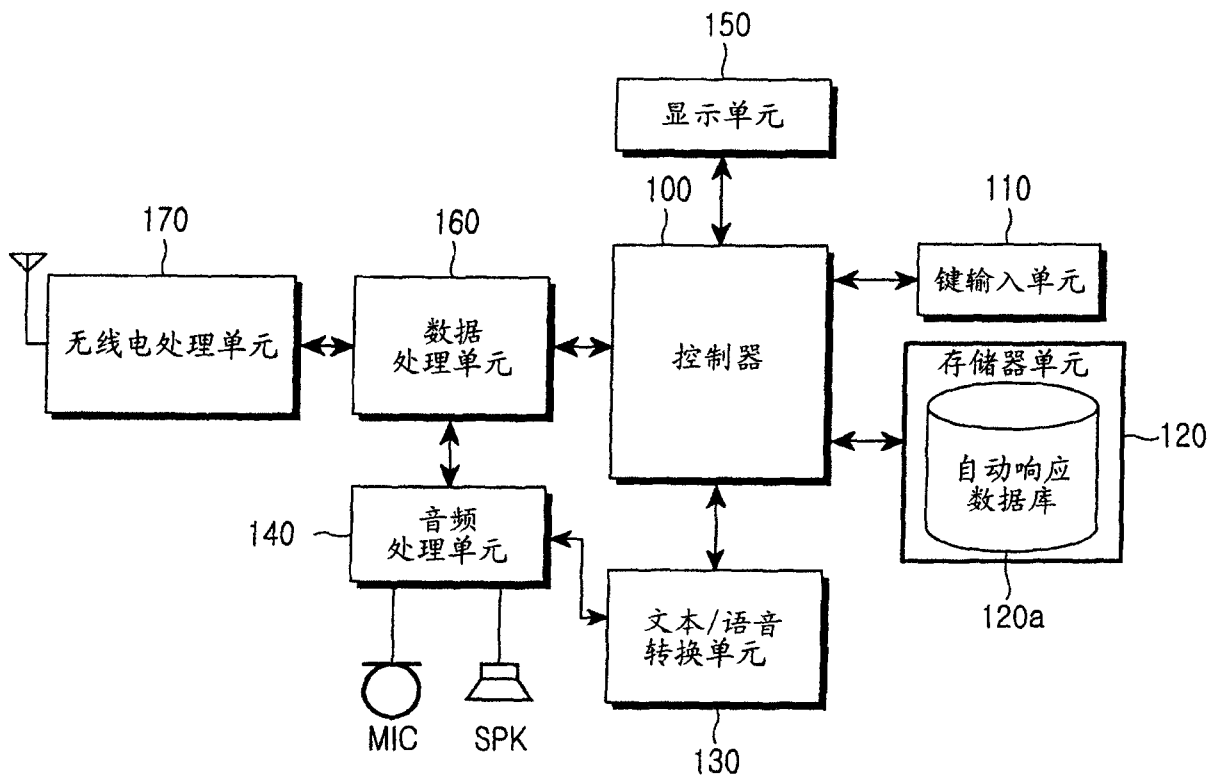 150
显示单元
100
110
170
160
键输入单元
无线电处理单元
数据
处理单元
控制器
存储器单元
120
自动响应
数据库
140
音频
处理单元
120a
文本/语音
转换单元
MIC
SPK
130